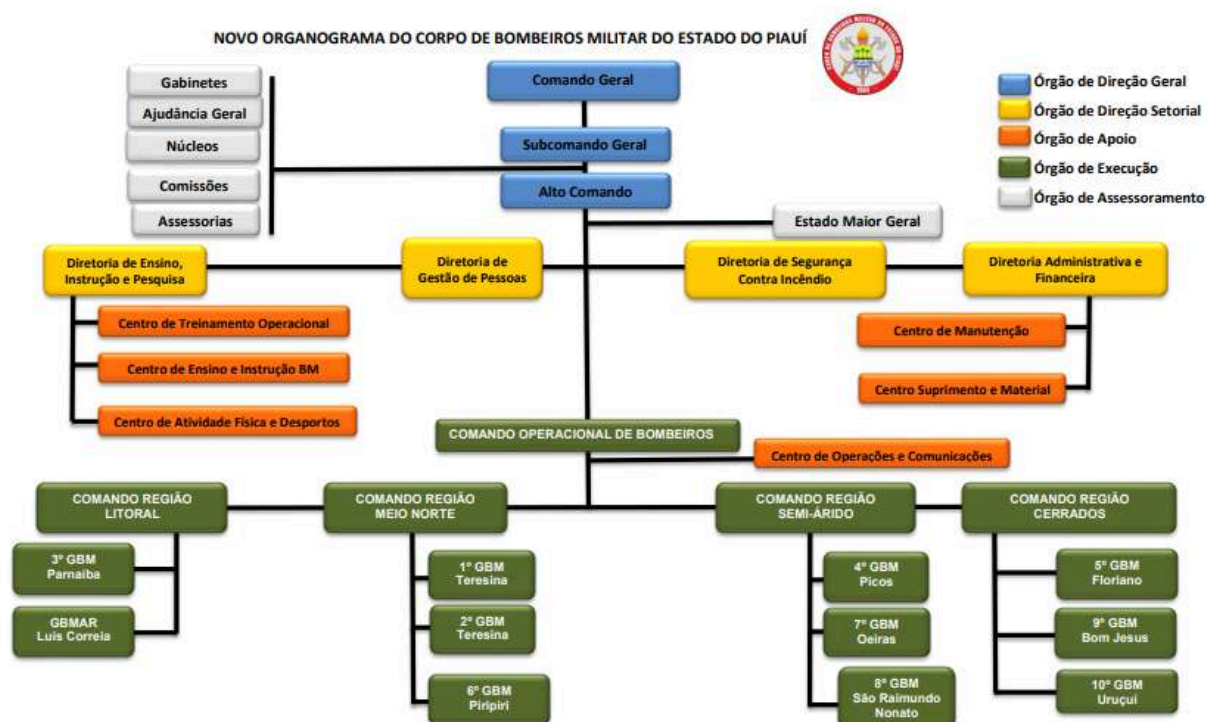 NOVO ORGANOGRAMA DO CORPO DE BOMBEIROS MILITAR DO ESTADO DO PIAUÍ
Gabinetes
Ajudância Geral
Núcleos
Comissões
Assessorias
Comando Geral
Subcomando Geral
Alto Comando
Estado Maior Geral
Órgão de Direção Geral
Órgão de Direção Setorial
Órgão de Apoio
Órgão de Execução
Órgão de Assessoramento
Diretoria de Ensino,
Instrução e Pesquisa
Diretoria de
Gestão de Pessoas
Diretoria de Segurança
Contra Incêndio
Diretoria Administrativa e
Financeira
Centro de Treinamento Operacional
Centro de Ensino e Instrução BM
Centro de Atividade Física e Desportos
Centro de Manutenção
Centro Suprimento e Material
COMANDO OPERACIONAL DE BOMBEIROS
Centro de Operações e Comunicações
COMANDO REGIÃO
LITORAL
COMANDO REGIÃO
MEIO NORTE
COMANDO REGIÃO
SEMI-ÁRIDO
COMANDO REGIÃO
CERRADOS
3º GBM
Parnaiba
GBMAR
Luis Correia
1º GBM
Teresina
2º GBM
Teresina
6º GBM
Piripiri
4º GBM
Picos
7º GBM
Oeiras
8º GBM
São Raimundo
Nonato
5º GBM
Floriano
9º GBM
Bom Jesus
10º GBM
Uruçuí